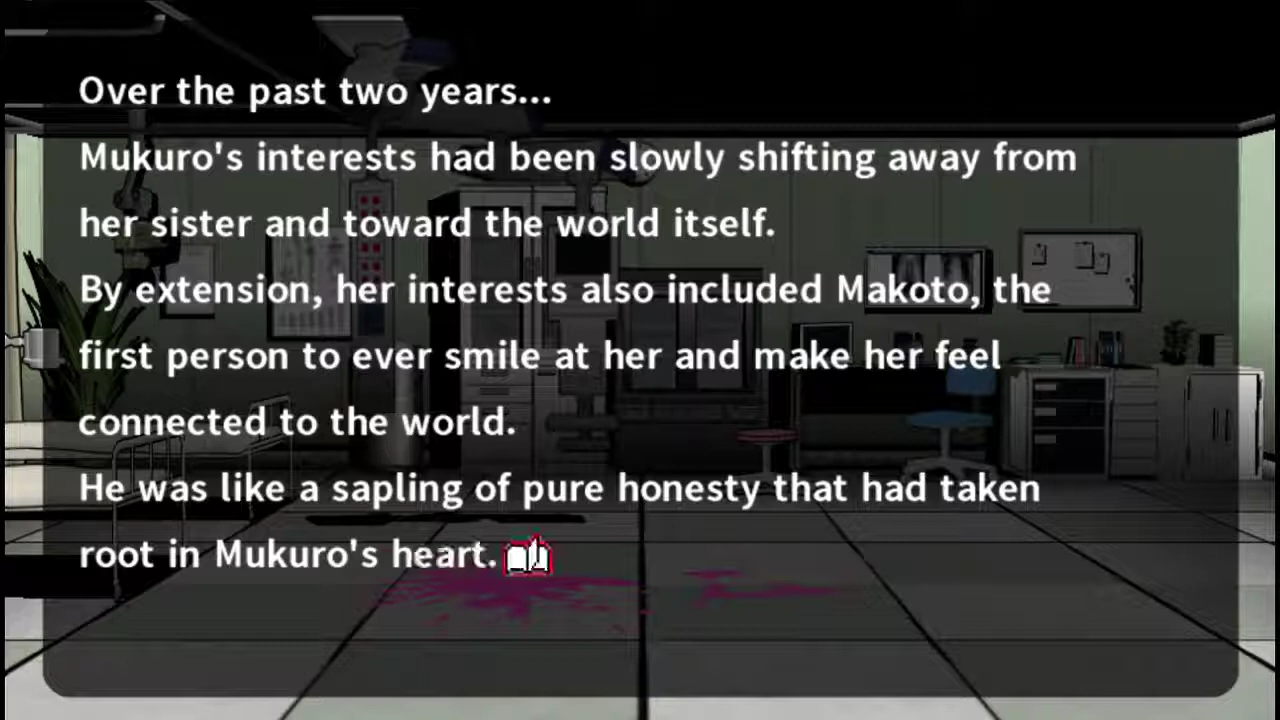 Over the past two years...
Mukuro's interests had been slowly shifting away from
her sister and toward the world itself.
By extension, her interests also included Makoto, the
first person to ever smile at her and make her feel
connected to the world.
He was like a sapling of pure honesty that had taken
root in Mukuro's heart.